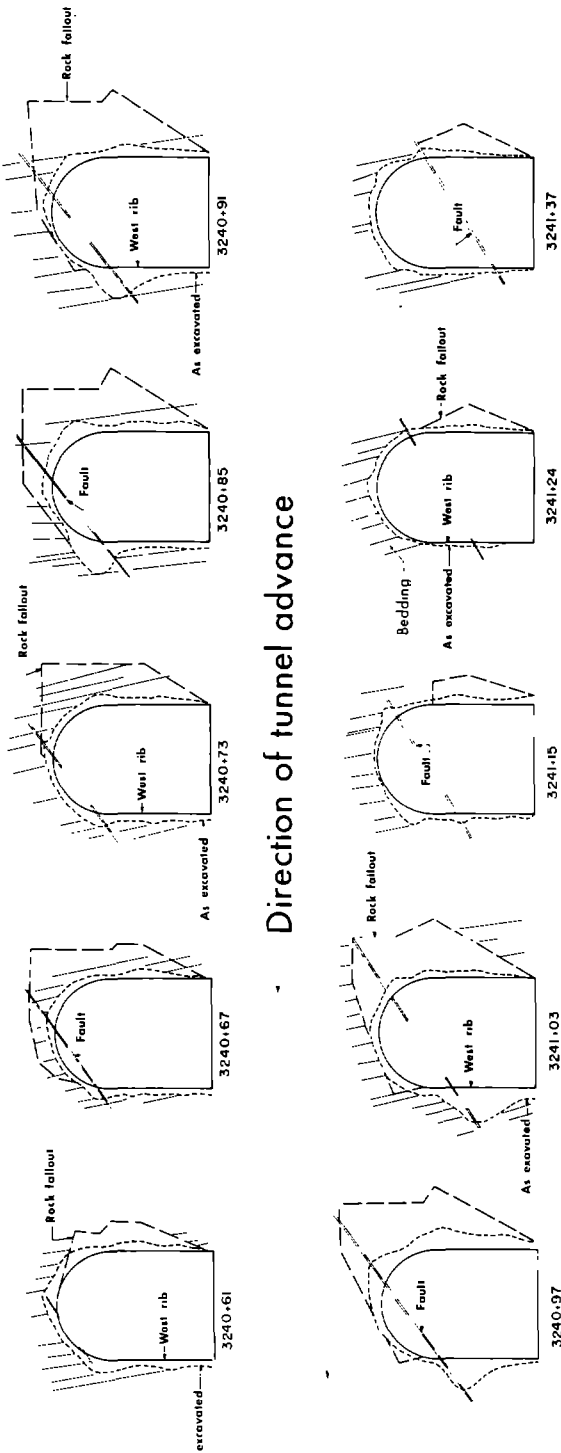 Rock fallout
West rib
excavated
3240+61
Fault
3240+67
Rock fallout
West rib
As excavated
3240+73
Fault
3240+85
Rock fallout
West rib
As excavated
3240+91
Direction of tunnel advance
Fault
3240+97
Rock fallout
West rib
As exavated
3241+03
Fault
3241+15
Bedding
Rock fallout
West rib
As excavated
3241+24
Fault
3241+37